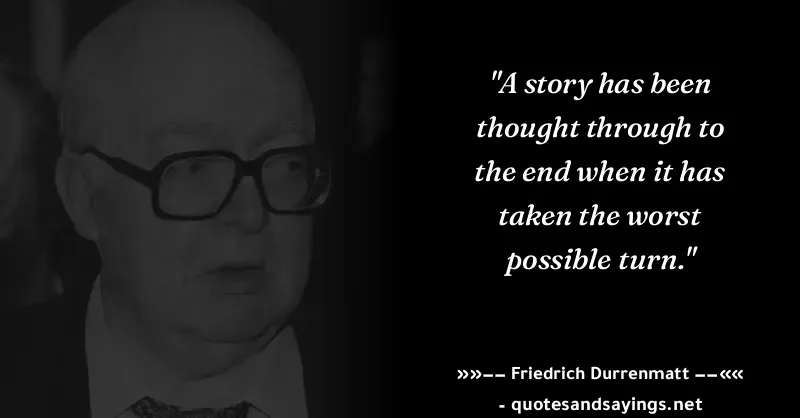 "A story has been
thought through to
the end when it has
taken the worst
possible turn."
»»–– Friedrich Durrenmatt ––««
- quotesandsayings.net